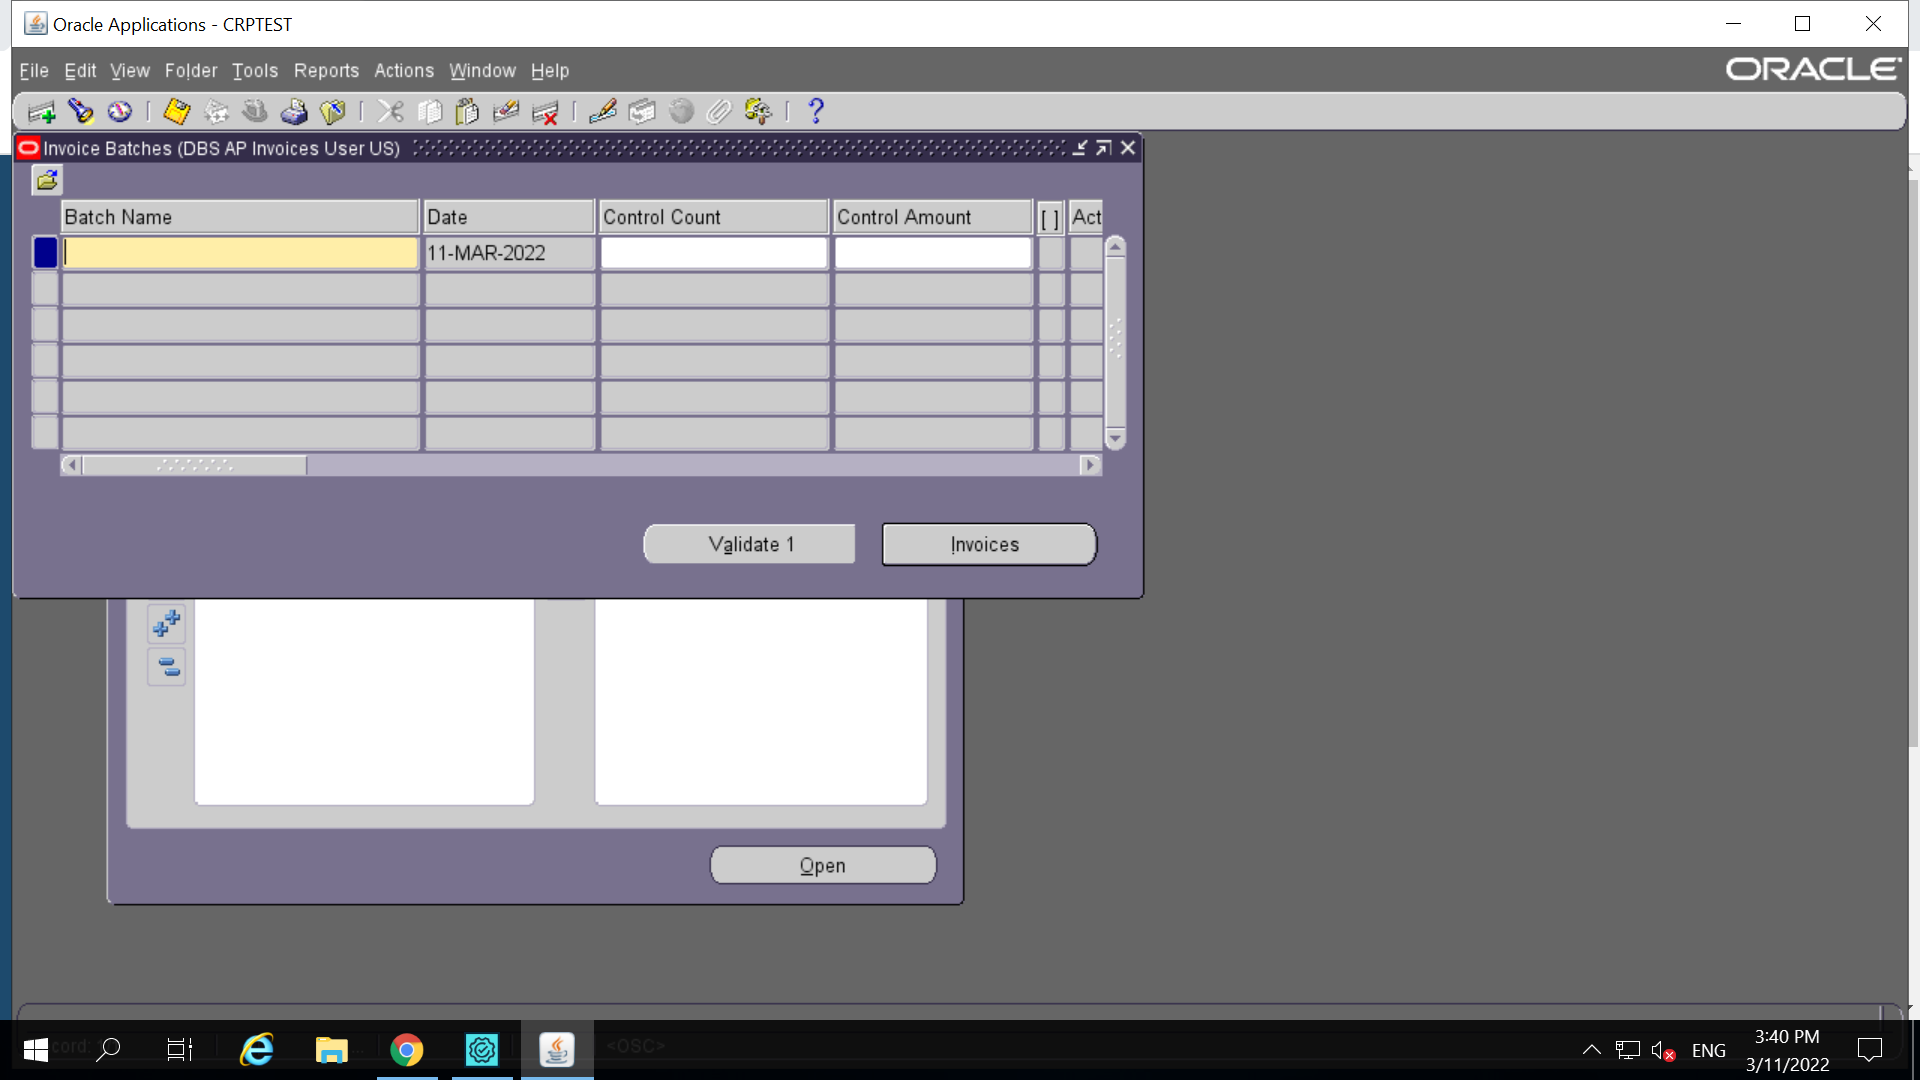 Oracle Applications - CRPTEST
File Edit View Folder Tools Reports Actions Window Help
ORACLE
Invoice Batches (DBS AP Invoices User US)
Batch Name Date Control Count Control Amount [ ] Act
11-MAR-2022
Validate 1 Invoices
Open
cord: <OSC>
ENG
3:40 PM
3/11/2022